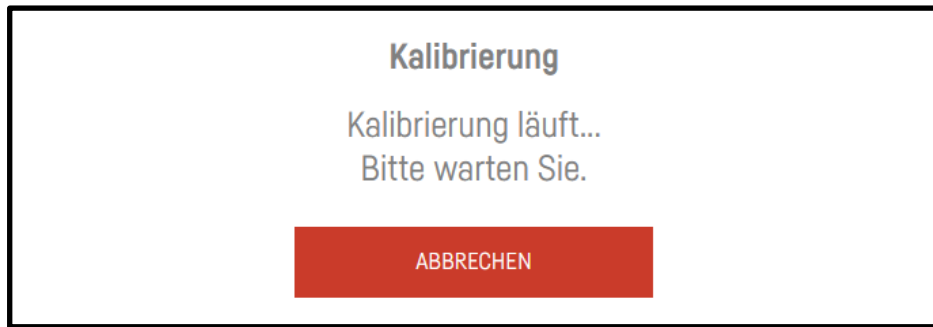 Kalibrierung
Kalibrierung läuft...
Bitte warten Sie.
ABBRECHEN